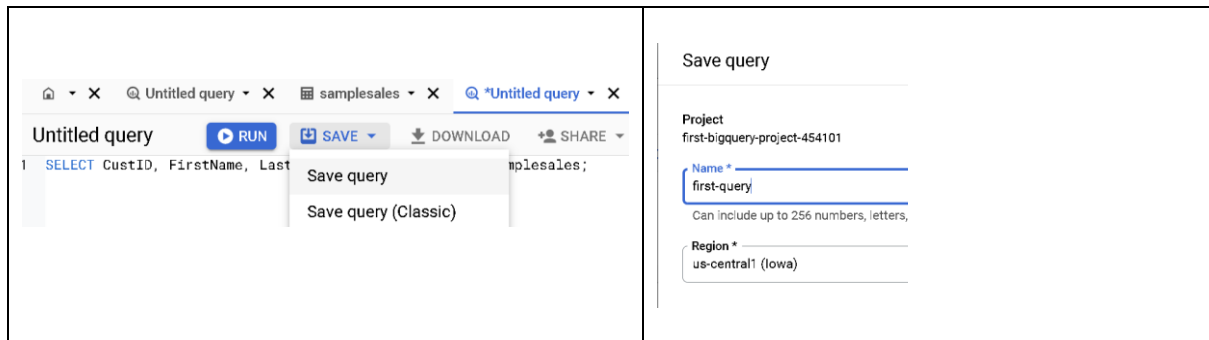 Untitled query samplesales *Untitled query
Untitled query RUN SAVE DOWNLOAD SHARE
1 SELECT CustID, FirstName, Last mplesales;
Save query
Save query (Classic)
Save query
Project
first-bigquery-project-454101
Name *
first-query
Can include up to 256 numbers, letters,
Region *
us-central1 (Iowa)